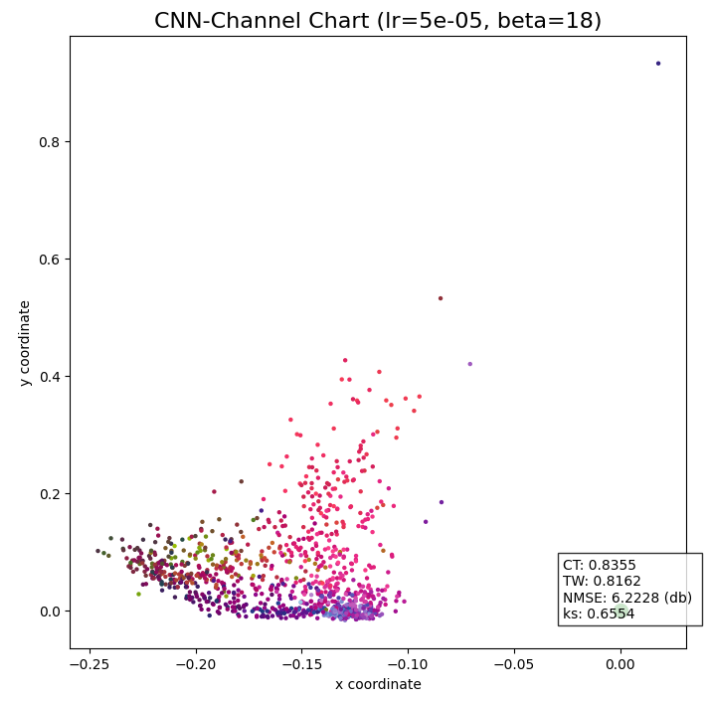 CNN-Channel Chart (lr=5e-05, beta=18)
y coordinate
0.8
0.6
0.4
0.2
0.0
CT: 0.8355
TW: 0.8162
NMSE: 6.2228 (db)
ks: 0.6554
−0.25
−0.20
−0.15
−0.10
−0.05
0.00
x coordinate